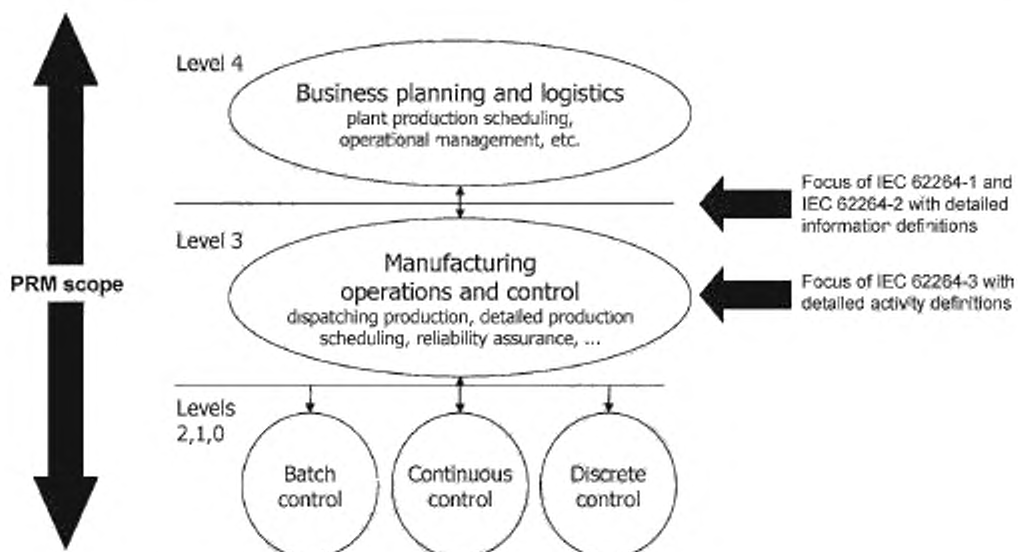 Level 4
Business planning and logistics
plant production scheduling,
operational management, etc.
Focus of IEC 62264-1 and
IEC 62264-2 with detailed
information definitions
Level 3
Manufacturing
operations and control
dispatching production, detailed production
scheduling, reliability assurance, ...
PRM scope
Focus of IEC 62264-3 with
detailed activity definitions
Levels
2,1,0
Batch
control
Continuous
control
Discrete
control